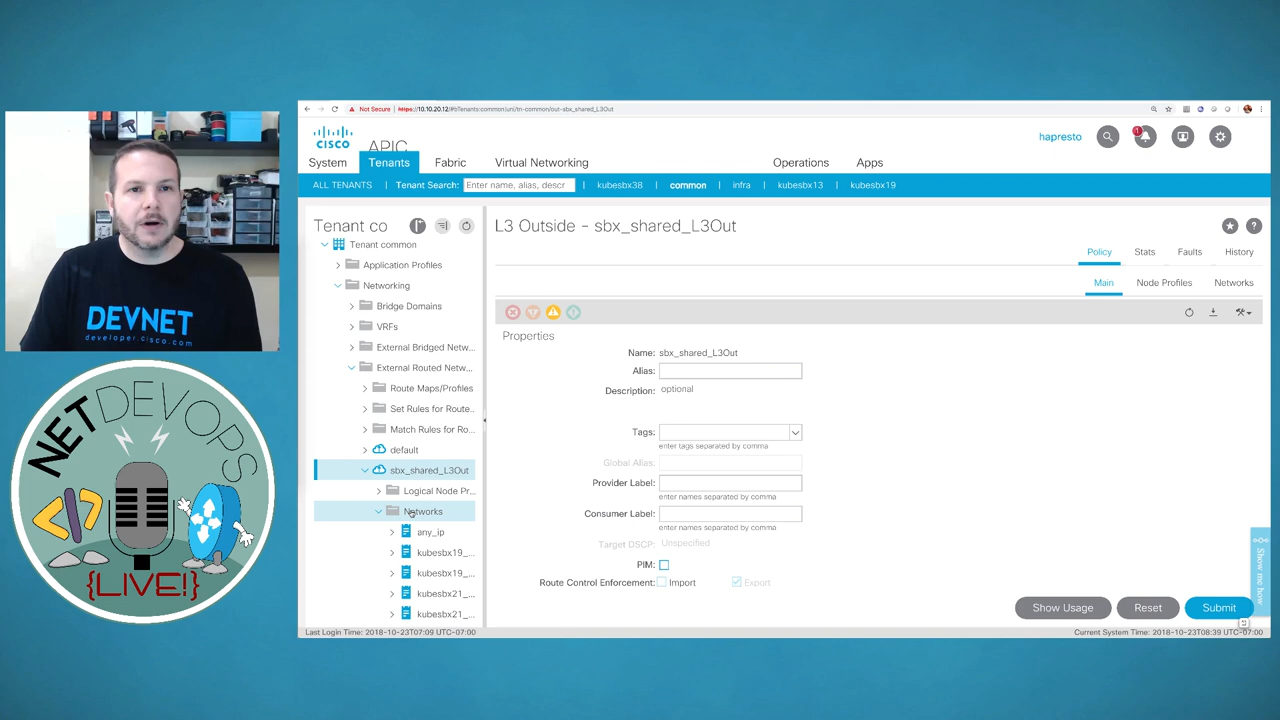 DEVNET
developer.cisco.com
NETDEVOPS
{LIVE!}
Not Secure
https://10.10.20.12/#bTenants:common|uni/tn-common/out-sbx_shared_L3Out
CISCO
APIC
hapresto
1
System
Tenants
Fabric
Virtual Networking
Operations
Apps
ALL TENANTS | Tenant Search: Enter name, alias, descr | kubesbx38 | common | infra | kubesbx13 | kubesbx19
Tenant co
Tenant common
Application Profiles
Networking
Bridge Domains
VRFs
External Bridged Netw...
External Routed Netw...
Route Maps/Profiles
Set Rules for Route...
Match Rules for Ro...
default
sbx_shared_L3Out
Logical Node Pr...
Networks
any_ip
kubesbx19_...
kubesbx19_...
kubesbx21_...
kubesbx21_...
L3 Outside - sbx_shared_L3Out
Policy
Stats
Faults
History
Main
Node Profiles
Networks
Properties
Name: sbx_shared_L3Out
Alias:
Description: optional
Tags:
enter tags separated by comma
Global Alias:
Provider Label:
enter names separated by comma
Consumer Label:
enter names separated by comma
Target DSCP: Unspecified
PIM:
Route Control Enforcement: Import Export
Show Usage
Reset
Submit
Show me how
Last Login Time: 2018-10-23T07:09 UTC-07:00
Current System Time: 2018-10-23T08:39 UTC-07:00